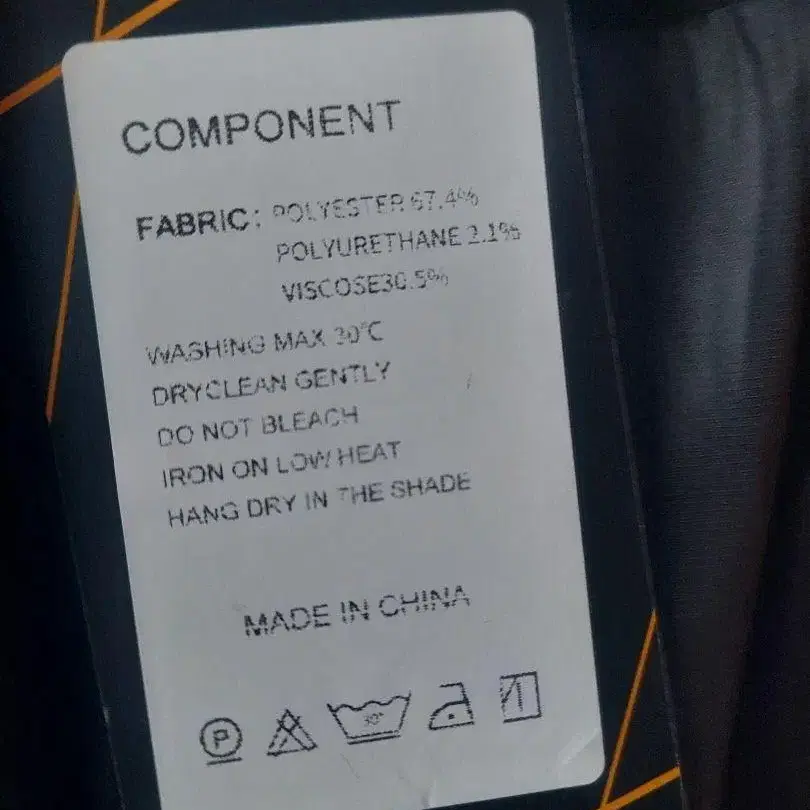 COMPONENT
FABRIC: POLYESTER 67.4%
POLYURETHANE 2.1%
VISCOSE30.5%
WASHING MAX 30℃
DRYCLEAN GENTLY
DO NOT BLEACH
IRON ON LOW HEAT
HANG DRY IN THE SHADE
MADE IN CHINA
P 30°